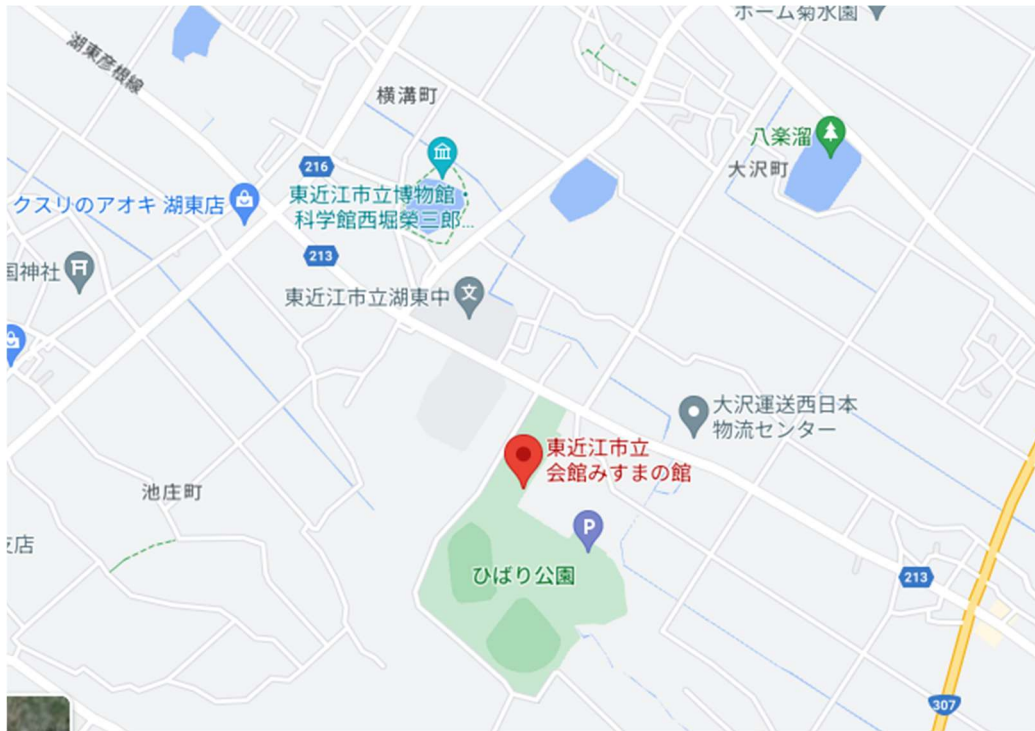 ホーム菊水園
湖東彦根線
横溝町
八楽溜
大沢町
216
東近江市立博物館
科学館西堀榮三郎...
クスリのアオキ 湖東店
213
国神社
東近江市立湖東中
大沢運送西日本
物流センター
東近江市立
会館みすまの館
池庄町
P
支店
ひばり公園
213
307